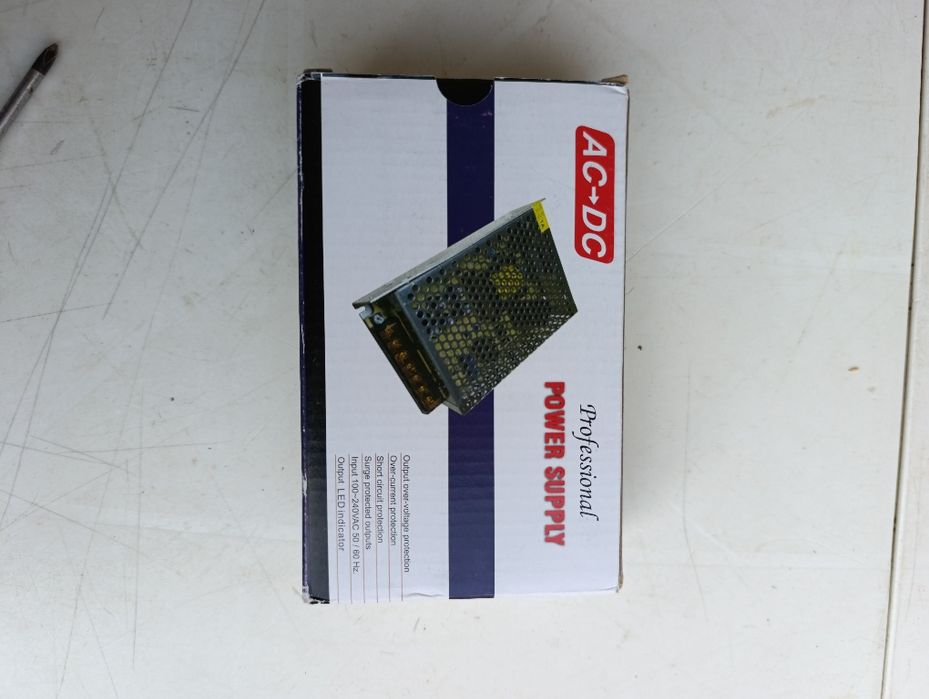 AC→DC
Professional
POWER SUPPLY
Output over-voltage protection
Over-current protection
Short circuit protection
Surge protected outputs
Input 100~240VAC 50 / 60 Hz
Output LED indicator